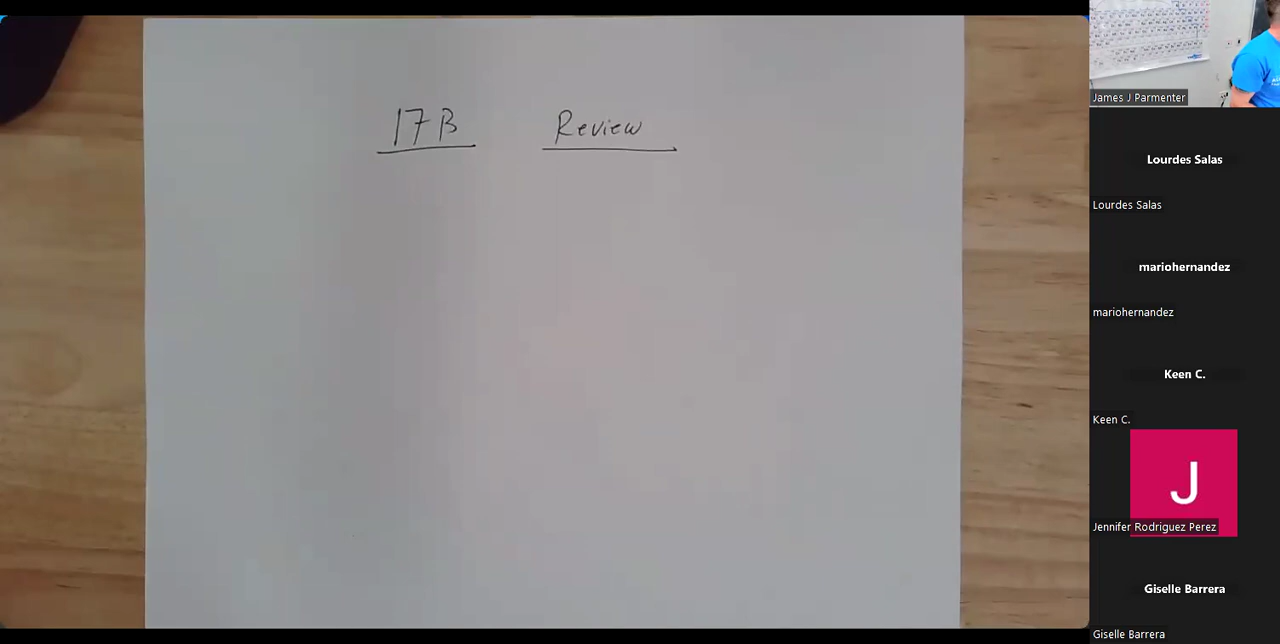 17B Review
James J Parmenter
Lourdes Salas
Lourdes Salas
mariohernandez
mariohernandez
Keen C.
Keen C.
J
Jennifer Rodriguez Perez
Giselle Barrera
Giselle Barrera